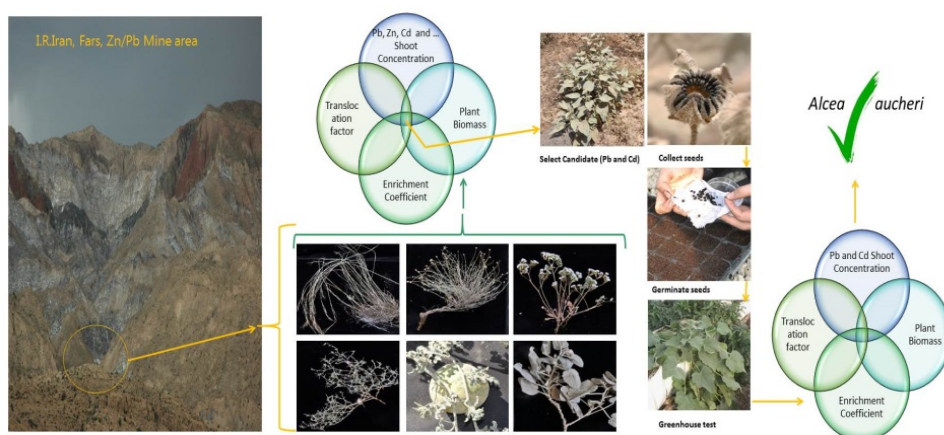 I.R.Iran, Fars, Zn/Pb Mine area
Pb, Zn, Cd and ...
Shoot
Concentration
Transloc
ation factor
Plant
Biomass
Enrichment
Coefficient
Select Candidate (Pb and Cd)
Collect seeds
Germinate seeds
Greenhouse test
Pb and Cd Shoot
Concentration
Transloc
ation
factor
Plant
Biomass
Enrichment
Coefficient
Alcea aucheri